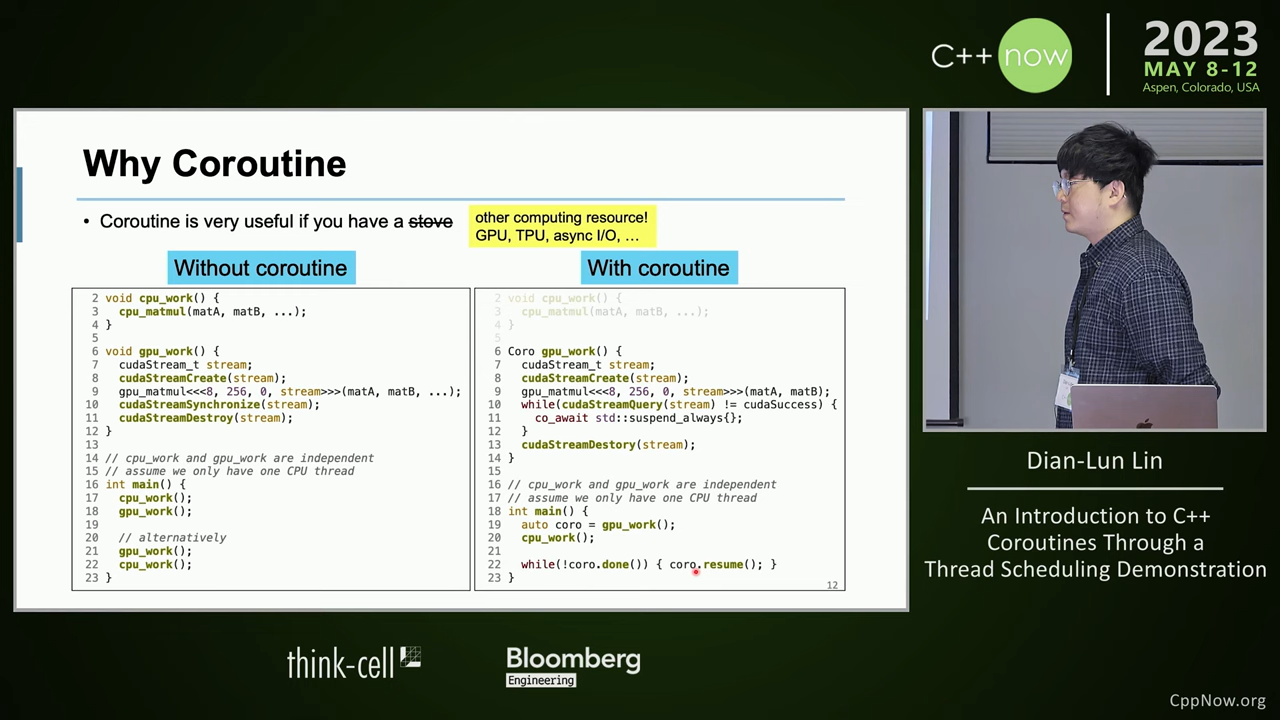 C++ now
2023
MAY 8-12
Aspen, Colorado, USA
Why Coroutine
• Coroutine is very useful if you have a stove
other computing resource!
GPU, TPU, async I/O, …
Without coroutine
2 void cpu_work() {
3   cpu_matmul(matA, matB, ...);
4 }
5
6 void gpu_work() {
7   cudaStream_t stream;
8   cudaStreamCreate(stream);
9   gpu_matmul<<<8, 256, 0, stream>>>(matA, matB, ...);
10   cudaStreamSynchronize(stream);
11   cudaStreamDestroy(stream);
12 }
13
14 // cpu_work and gpu_work are independent
15 // assume we only have one CPU thread
16 int main() {
17   cpu_work();
18   gpu_work();
19
20   // alternatively
21   gpu_work();
22   cpu_work();
23 }
With coroutine
2 void cpu_work() {
3   cpu_matmul(matA, matB, ...);
4 }
5
6 Coro gpu_work() {
7   cudaStream_t stream;
8   cudaStreamCreate(stream);
9   gpu_matmul<<<8, 256, 0, stream>>>(matA, matB);
10   while(cudaStreamQuery(stream) != cudaSuccess) {
11     co_await std::suspend_always{};
12   }
13   cudaStreamDestory(stream);
14 }
15
16 // cpu_work and gpu_work are independent
17 // assume we only have one CPU thread
18 int main() {
19   auto coro = gpu_work();
20   cpu_work();
21
22   while(!coro.done()) { coro.resume(); }
23 }
12
Dian-Lun Lin
An Introduction to C++
Coroutines Through a
Thread Scheduling Demonstration
think-cell
Bloomberg
Engineering
CppNow.org